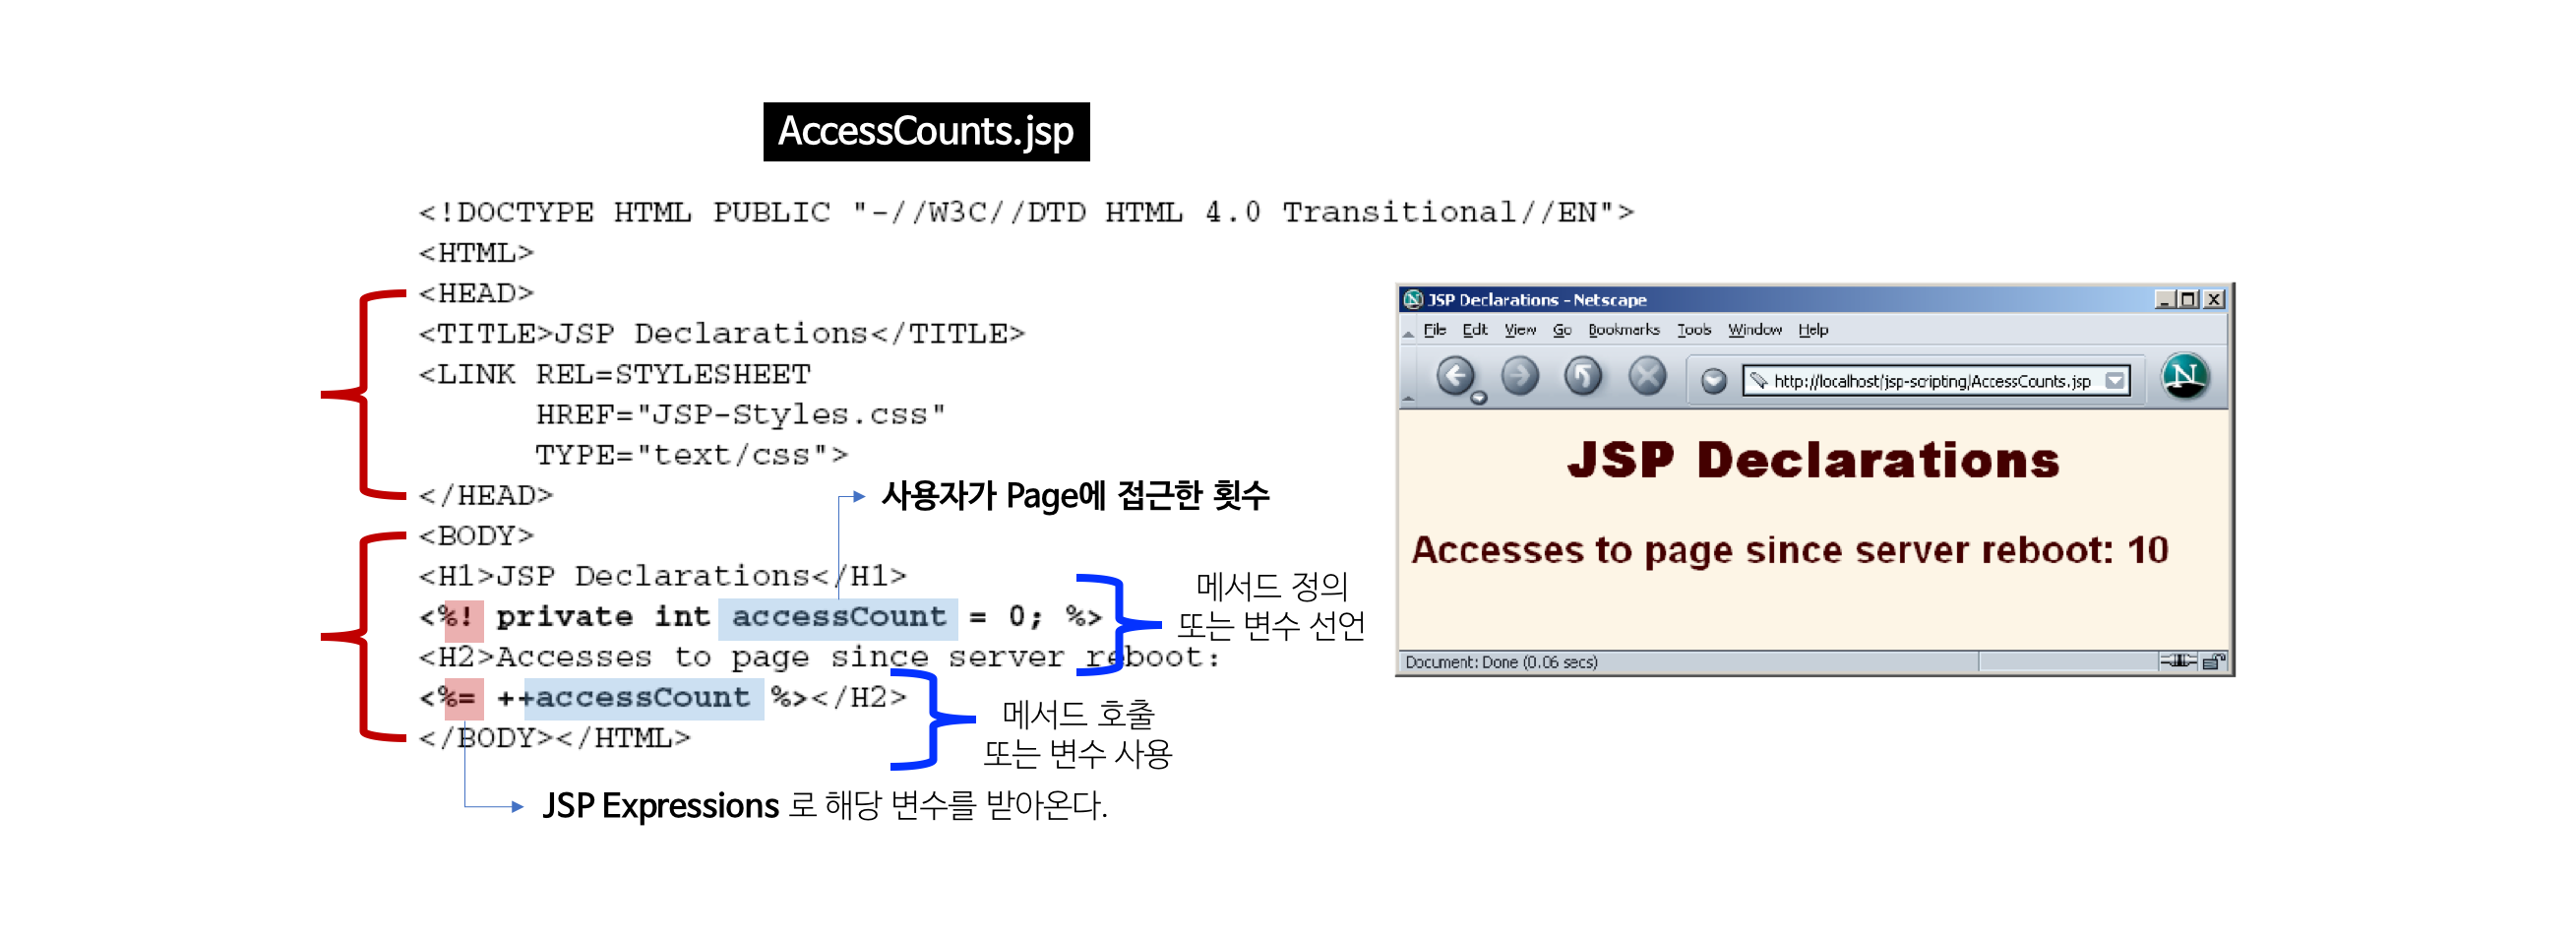 AccessCounts.jsp
<!DOCTYPE HTML PUBLIC "-//W3C//DTD HTML 4.0 Transitional//EN">
<HTML>
<HEAD>
<TITLE>JSP Declarations</TITLE>
<LINK REL=STYLESHEET
HREF="JSP-Styles.css"
TYPE="text/css">
</HEAD>
사용자가 Page에 접근한 횟수
<BODY>
<H1>JSP Declarations</H1>
<%! private int accessCount = 0; %>
메서드 정의
또는 변수 선언
<H2>Accesses to page since server reboot:
<%= ++accessCount %></H2>
메서드 호출
또는 변수 사용
</BODY></HTML>
JSP Expressions 로 해당 변수를 받아온다.
JSP Declarations - Netscape
File Edit View Go Bookmarks Tools Window Help
http://localhost/jsp-scripting/AccessCounts.jsp
N
JSP Declarations
Accesses to page since server reboot: 10
Document: Done (0.06 secs)